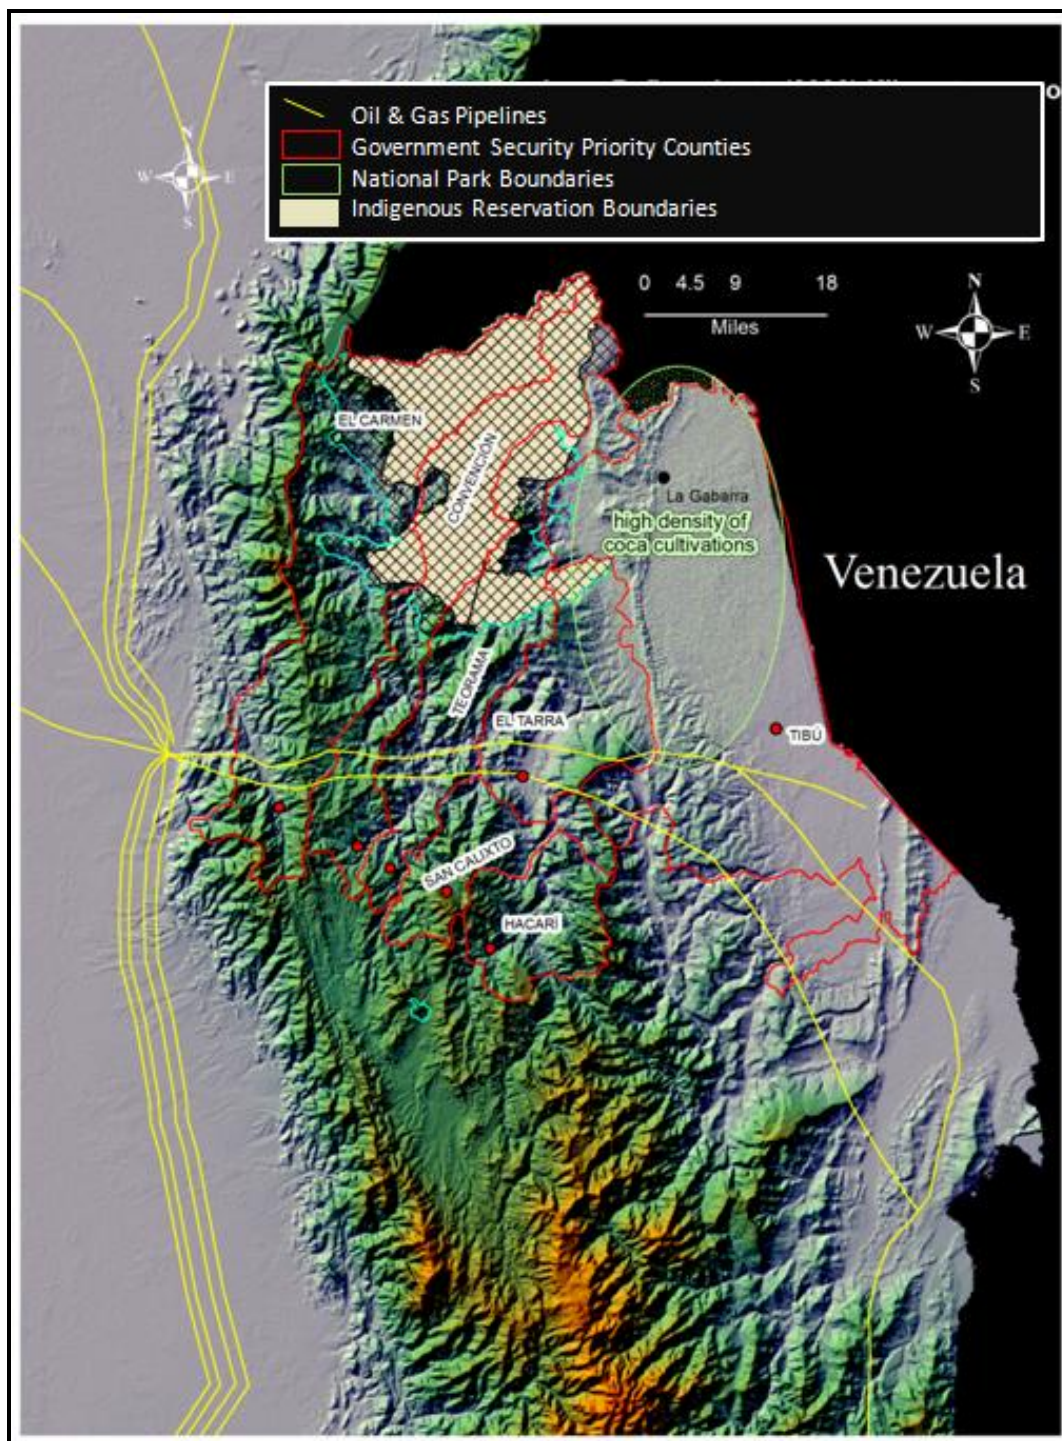 Oil & Gas Pipelines
Government Security Priority Counties
National Park Boundaries
Indigenous Reservation Boundaries
N
W E
S
0 4.5 9 18
Miles
N
W E
S
EL CARMEN
CONVENCIÓN
La Gabarra
high density of
coca cultivations
Venezuela
TEORAMA
EL TARRA
TIBÚ
SAN CALIXTO
HACARÍ